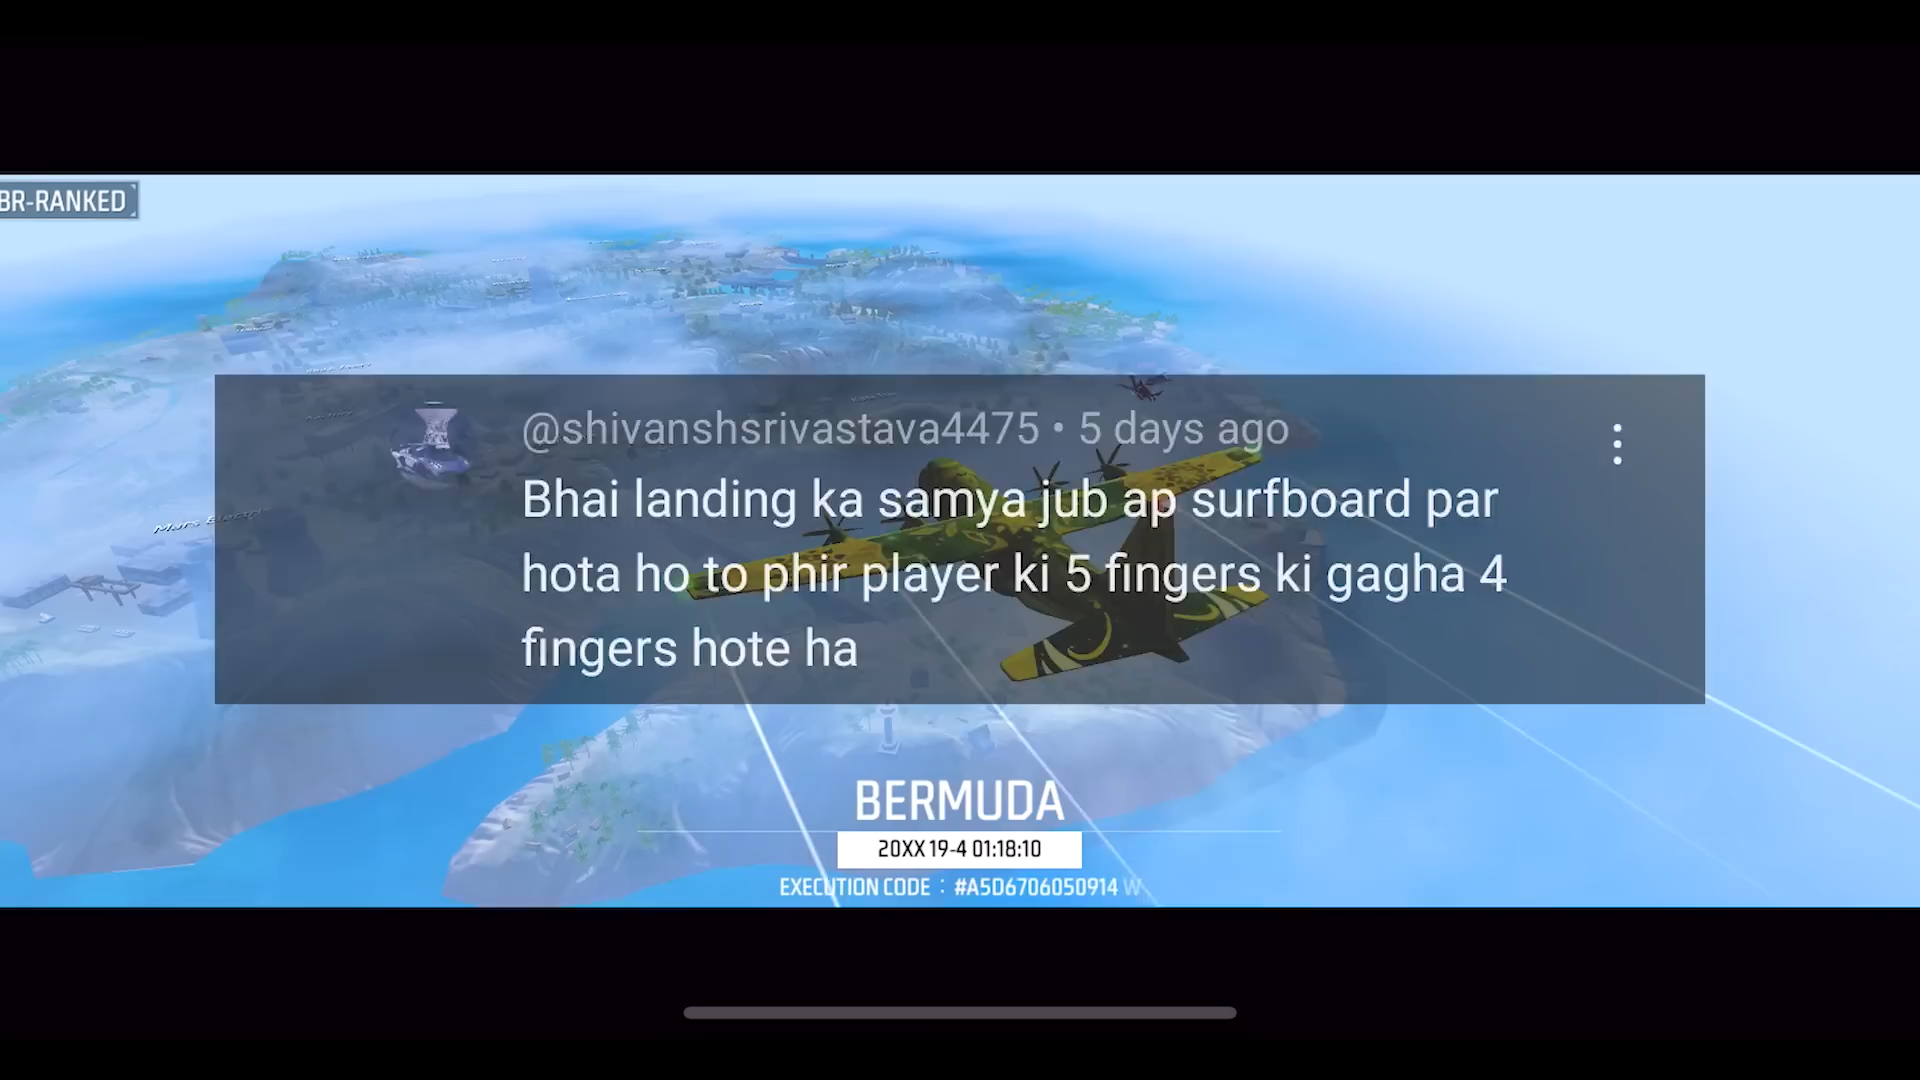 BR-RANKED
@shivanshsrivastava4475 • 5 days ago
Bhai landing ka samya jub ap surfboard par
hota ho to phir player ki 5 fingers ki gagha 4
fingers hote ha
BERMUDA
20XX 19-4 01:18:10
EXECUTION CODE : #A5D6706050914 W